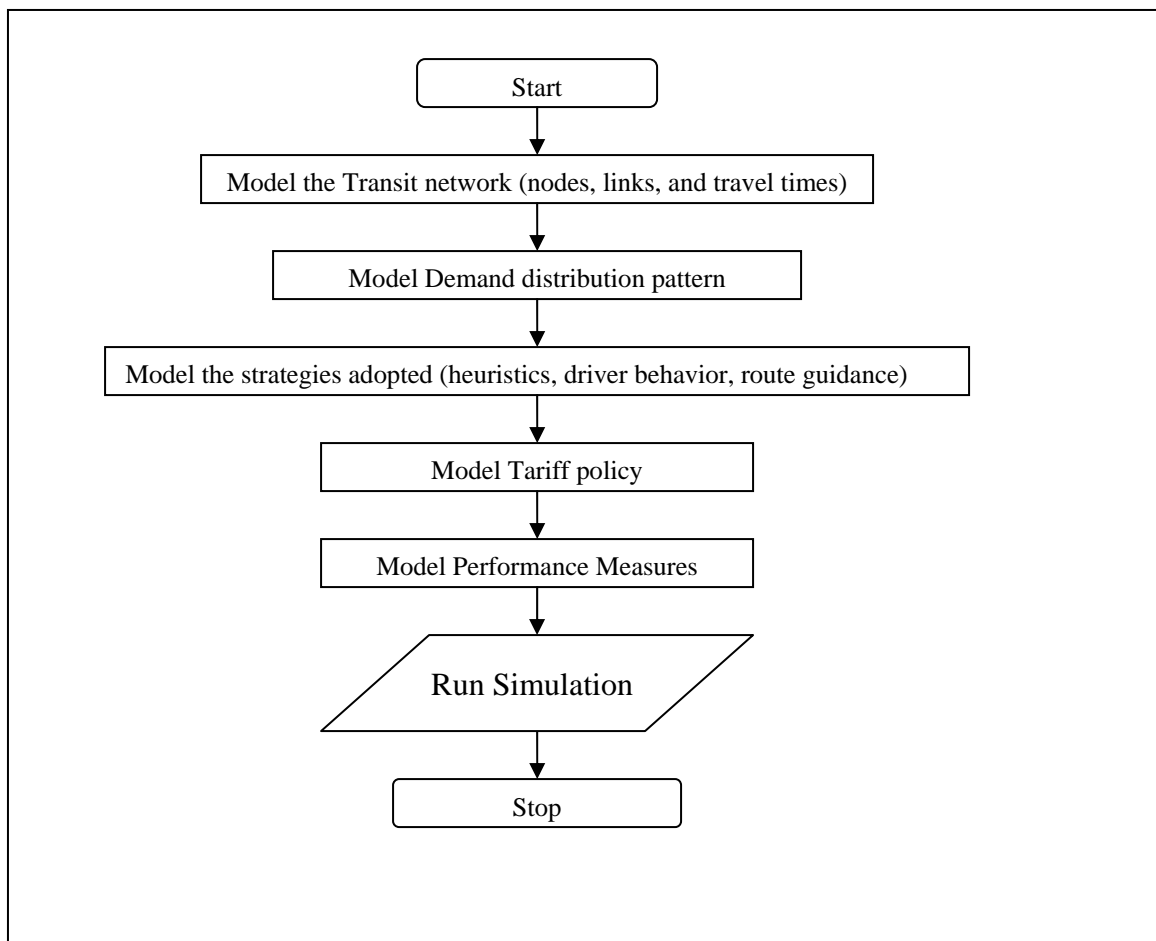 Start
Model the Transit network (nodes, links, and travel times)
Model Demand distribution pattern
Model the strategies adopted (heuristics, driver behavior, route guidance)
Model Tariff policy
Model Performance Measures
Run Simulation
Stop